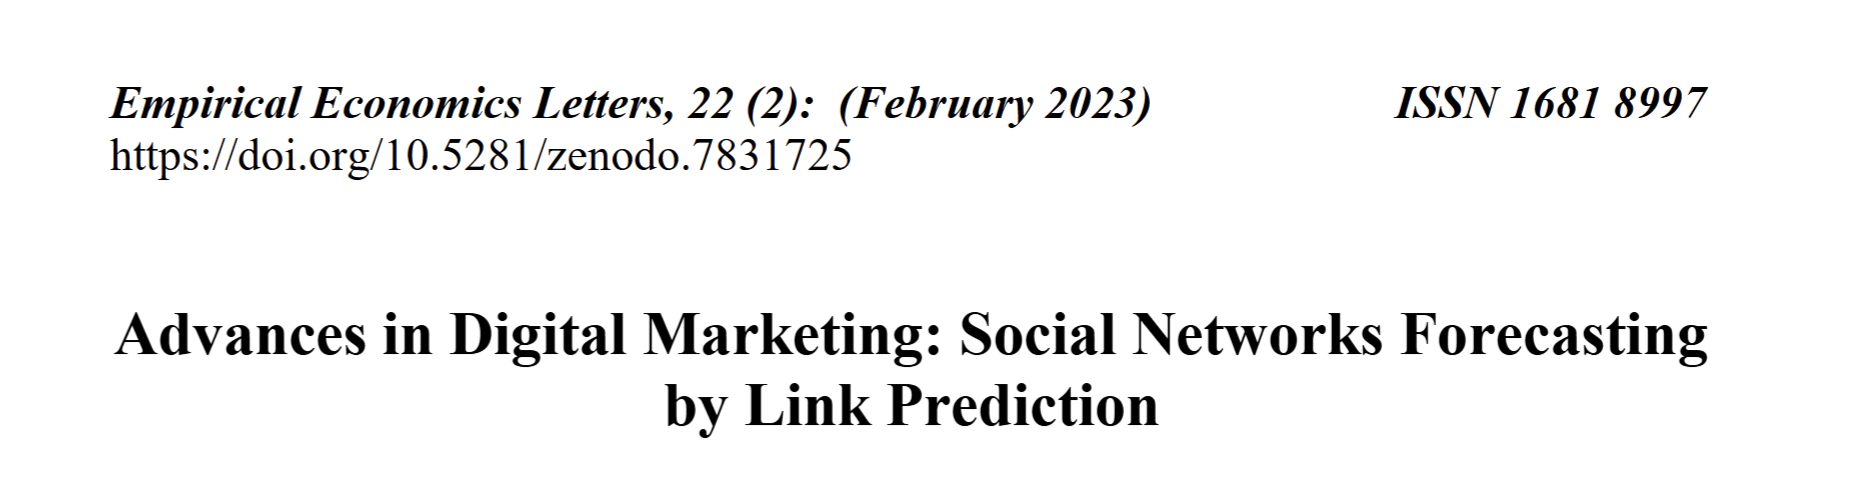 Empirical Economics Letters, 22 (2):  (February 2023) ISSN 1681 8997
https://doi.org/10.5281/zenodo.7831725
Advances in Digital Marketing: Social Networks Forecasting
by Link Prediction